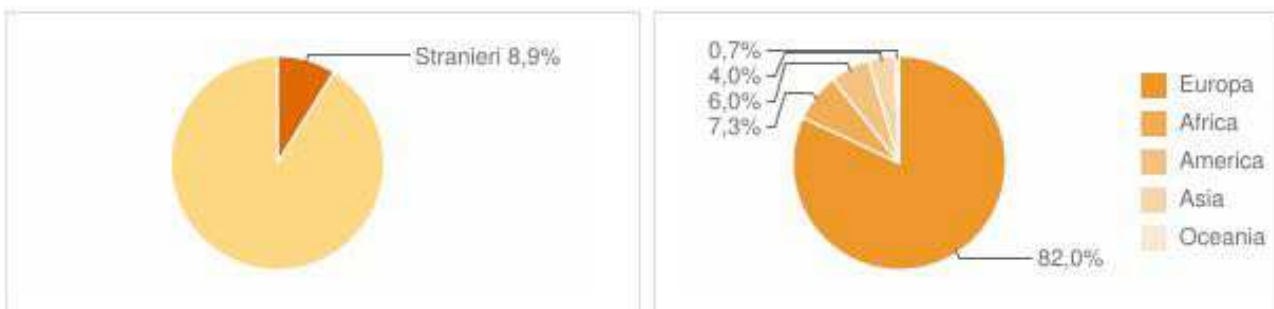 Stranieri 8,9%
0,7%
4,0%
6,0%
7,3%
82,0%
Europa
Africa
America
Asia
Oceania